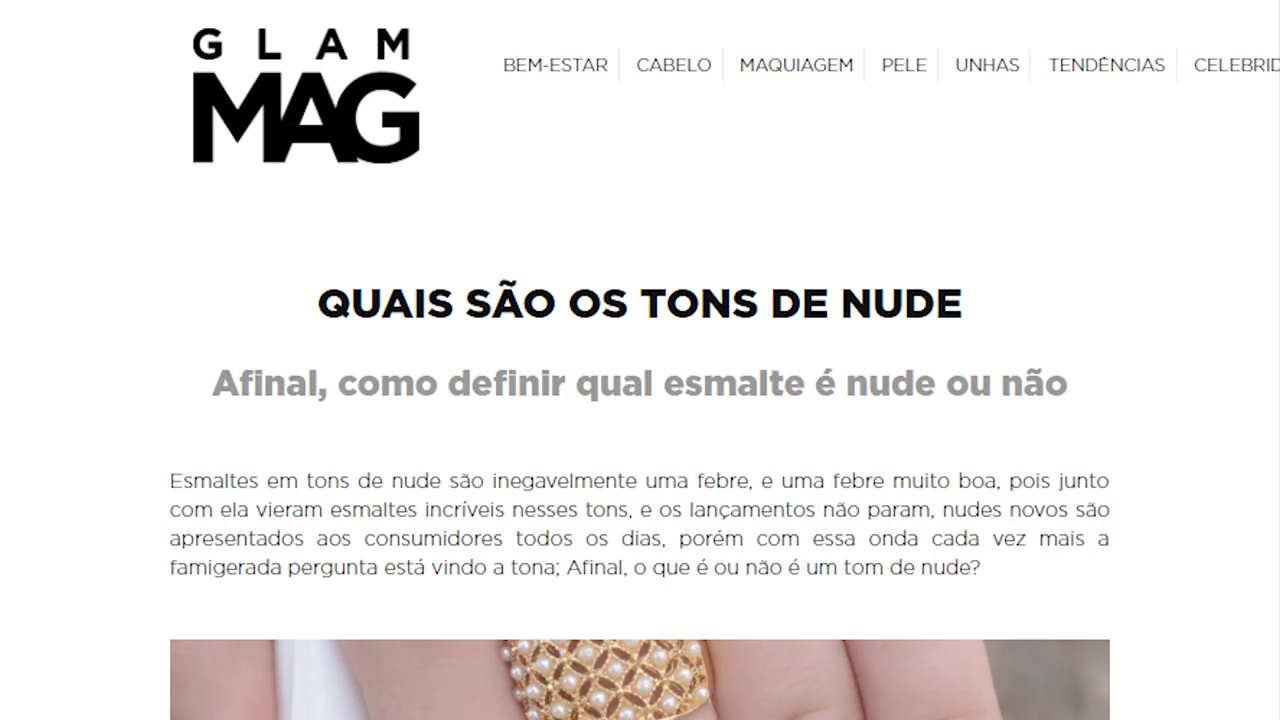 GLAM
MAG
BEM-ESTAR CABELO MAQUIAGEM PELE UNHAS TENDÊNCIAS CELEBRID
QUAIS SÃO OS TONS DE NUDE
Afinal, como definir qual esmalte é nude ou não
Esmaltes em tons de nude são inegavelmente uma febre, e uma febre muito boa, pois junto
com ela vieram esmaltes incríveis nesses tons, e os lançamentos não param, nudes novos são
apresentados aos consumidores todos os dias, porém com essa onda cada vez mais a
famigerada pergunta está vindo a tona; Afinal, o que é ou não é um tom de nude?